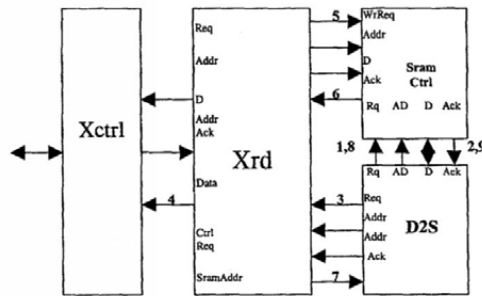 Xctrl
Req
Addr
D
Addr
Ack
Xrd
Data
4
Ctrl
Req
SramAddr
5
6
3
7
WrReq
Addr
D
Ack
Sram
Ctrl
Rq AD D Ack
1,8
2,9
Rq AD D Ack
Req
Addr
Addr
Ack
D2S